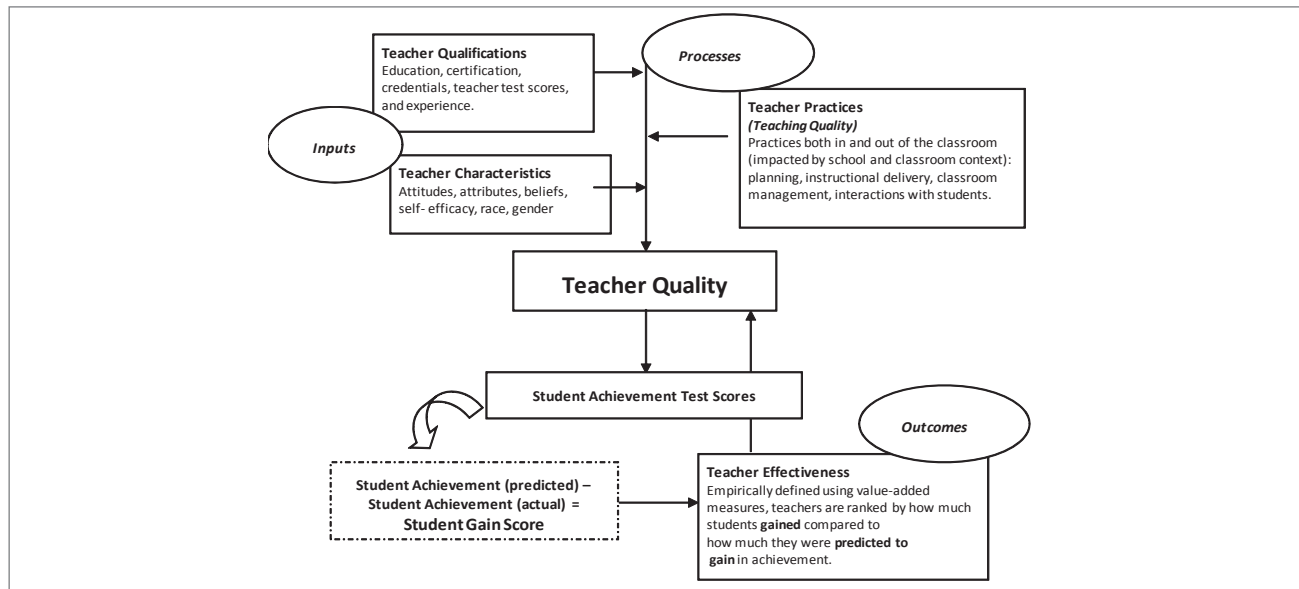 Teacher Qualifications
Education, certification,
credentials, teacher test scores,
and experience.
Processes
Inputs
Teacher Practices
(Teaching Quality)
Practices both in and out of the classroom
(impacted by school and classroom context):
planning, instructional delivery, classroom
management, interactions with students.
Teacher Characteristics
Attitudes, attributes, beliefs,
self- efficacy, race, gender
Teacher Quality
Student Achievement Test Scores
Outcomes
Student Achievement (predicted) –
Student Achievement (actual) =
Student Gain Score
Teacher Effectiveness
Empirically defined using value-added
measures, teachers are ranked by how much
students gained compared to
how much they were predicted to
gain in achievement.